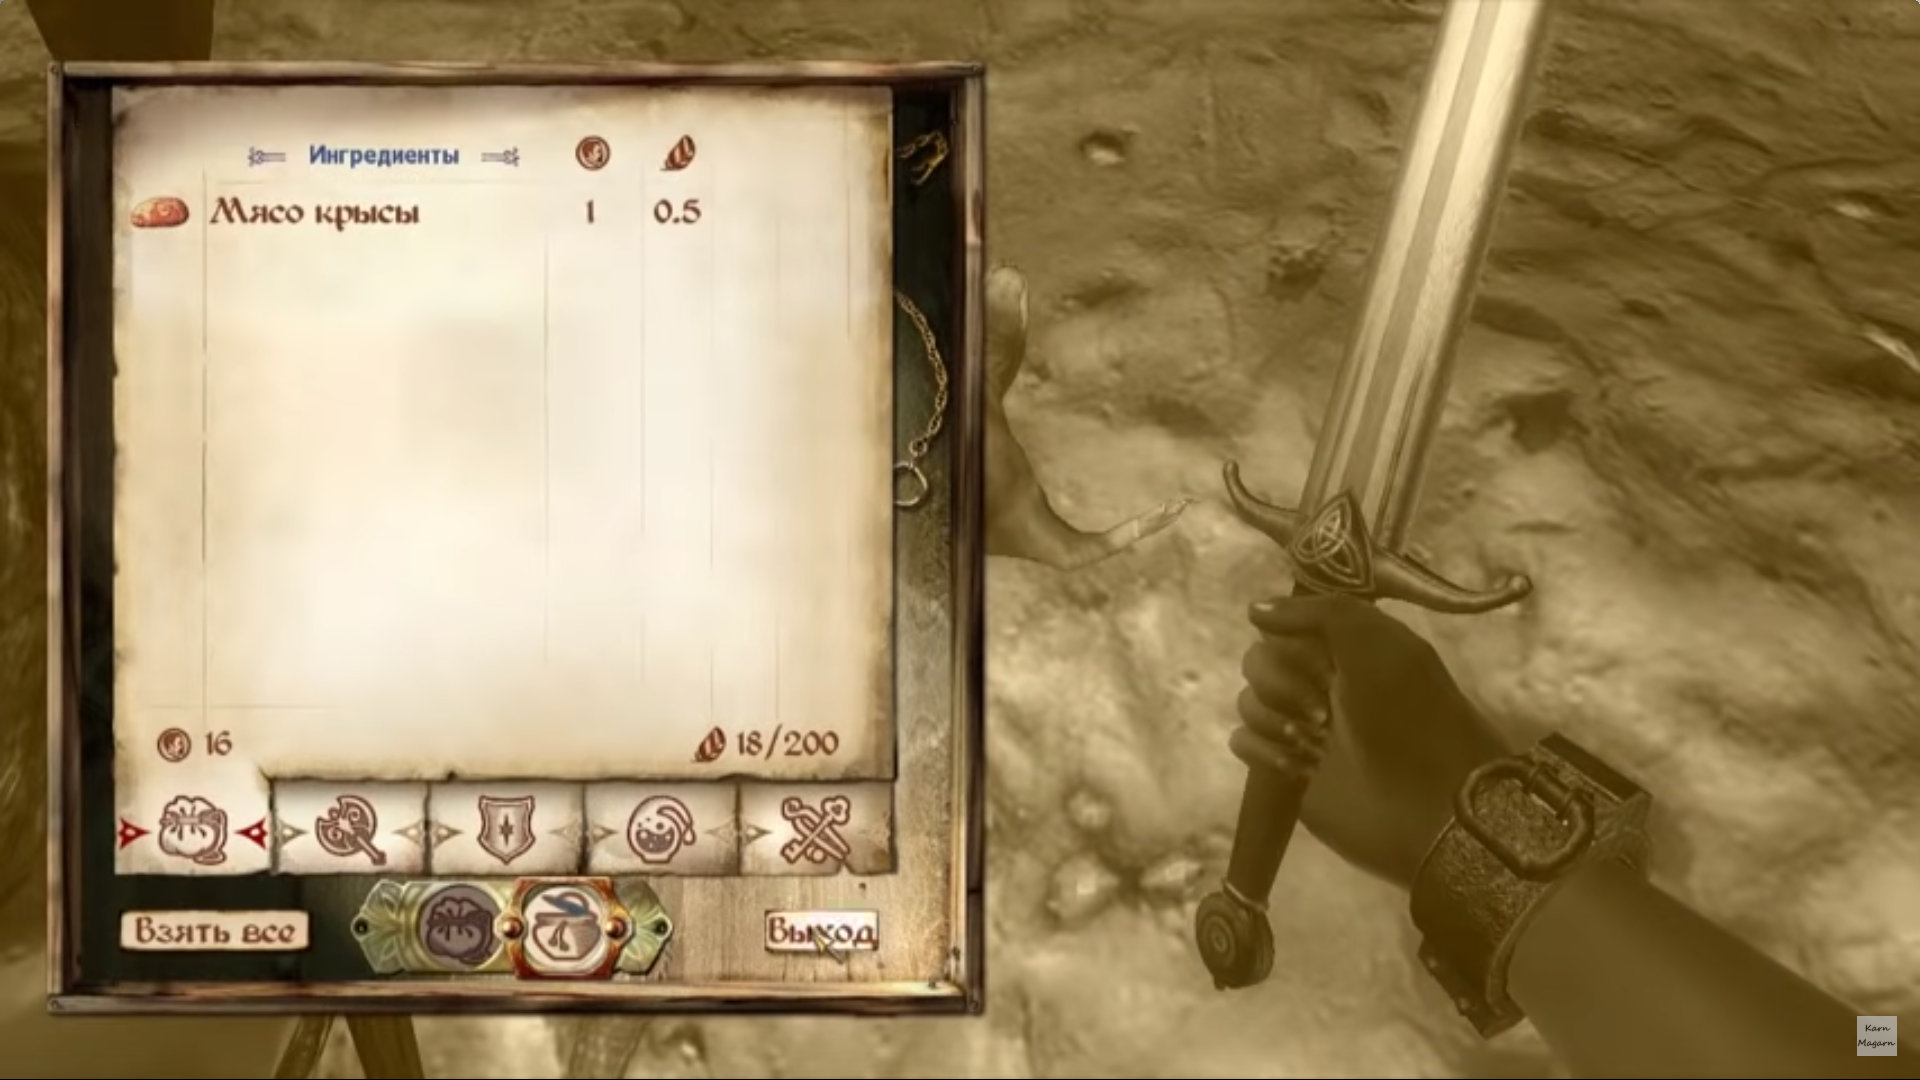 Ингредиенты
Мясо крысы 1 0.5
16 18/200
Взять все Выход
Karn
Magarn